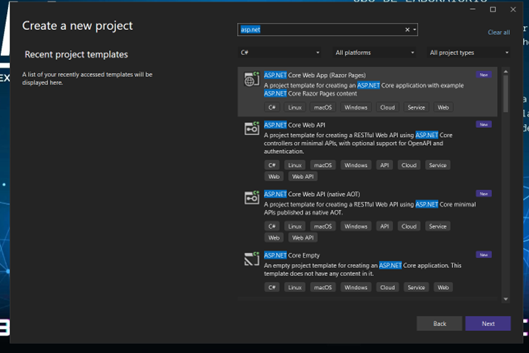 Create a new project
asp.net
Clear all
Recent project templates
C#
All platforms
All project types
A list of your recently accessed templates will be
displayed here.
ASP.NET Core Web App (Razor Pages)
New
A project template for creating an ASP.NET Core application with example
ASP.NET Core Razor Pages content
C# Linux macOS Windows Cloud Service Web
ASP.NET Core Web API
New
A project template for creating a RESTful Web API using ASP.NET Core
controllers or minimal APIs, with optional support for OpenAPI and
authentication.
C# Linux macOS Windows API Cloud Service
Web Web API
ASP.NET Core Web API (native AOT)
New
A project template for creating a RESTful Web API using ASP.NET Core minimal
APIs published as native AOT.
C# Linux macOS Windows API Cloud Service
Web Web API
ASP.NET Core Empty
New
An empty project template for creating an ASP.NET Core application. This
template does not have any content in it.
C# Linux macOS Windows Cloud Service Web
Back
Next